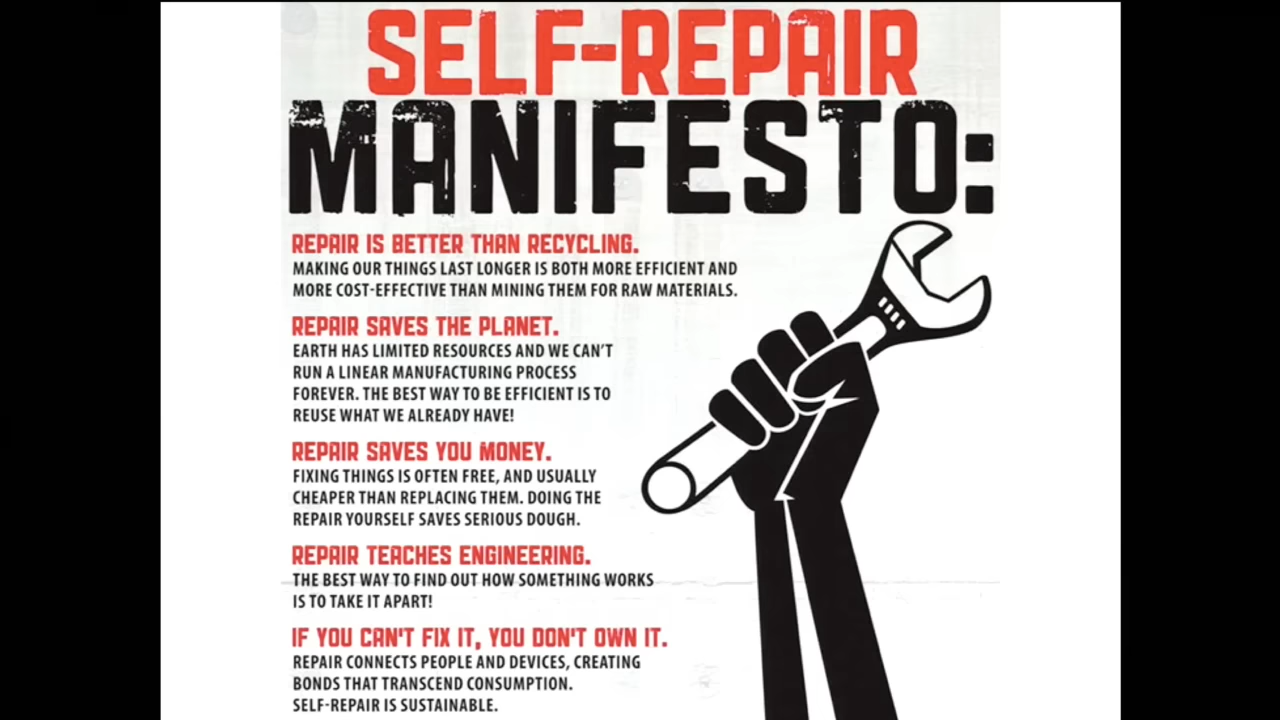 SELF-REPAIR
MANIFESTO:
REPAIR IS BETTER THAN RECYCLING.
MAKING OUR THINGS LAST LONGER IS BOTH MORE EFFICIENT AND
MORE COST-EFFECTIVE THAN MINING THEM FOR RAW MATERIALS.
REPAIR SAVES THE PLANET.
EARTH HAS LIMITED RESOURCES AND WE CAN'T
RUN A LINEAR MANUFACTURING PROCESS
FOREVER. THE BEST WAY TO BE EFFICIENT IS TO
REUSE WHAT WE ALREADY HAVE!
REPAIR SAVES YOU MONEY.
FIXING THINGS IS OFTEN FREE, AND USUALLY
CHEAPER THAN REPLACING THEM. DOING THE
REPAIR YOURSELF SAVES SERIOUS DOUGH.
REPAIR TEACHES ENGINEERING.
THE BEST WAY TO FIND OUT HOW SOMETHING WORKS
IS TO TAKE IT APART!
IF YOU CAN'T FIX IT, YOU DON'T OWN IT.
REPAIR CONNECTS PEOPLE AND DEVICES, CREATING
BONDS THAT TRANSCEND CONSUMPTION.
SELF-REPAIR IS SUSTAINABLE.